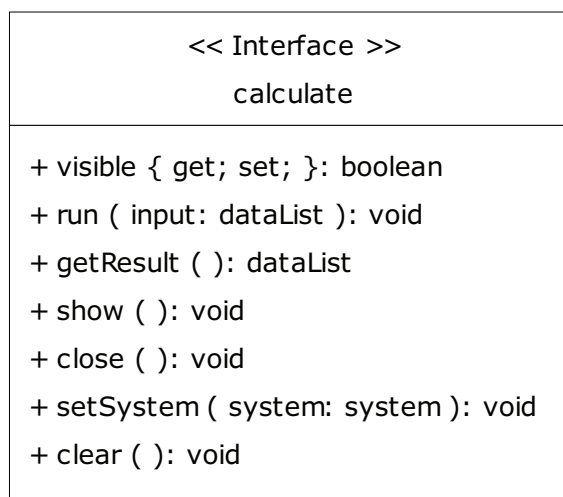 << Interface >>
calculate
+ visible { get; set; }: boolean
+ run ( input: dataList ): void
+ getResult ( ): dataList
+ show ( ): void
+ close ( ): void
+ setSystem ( system: system ): void
+ clear ( ): void